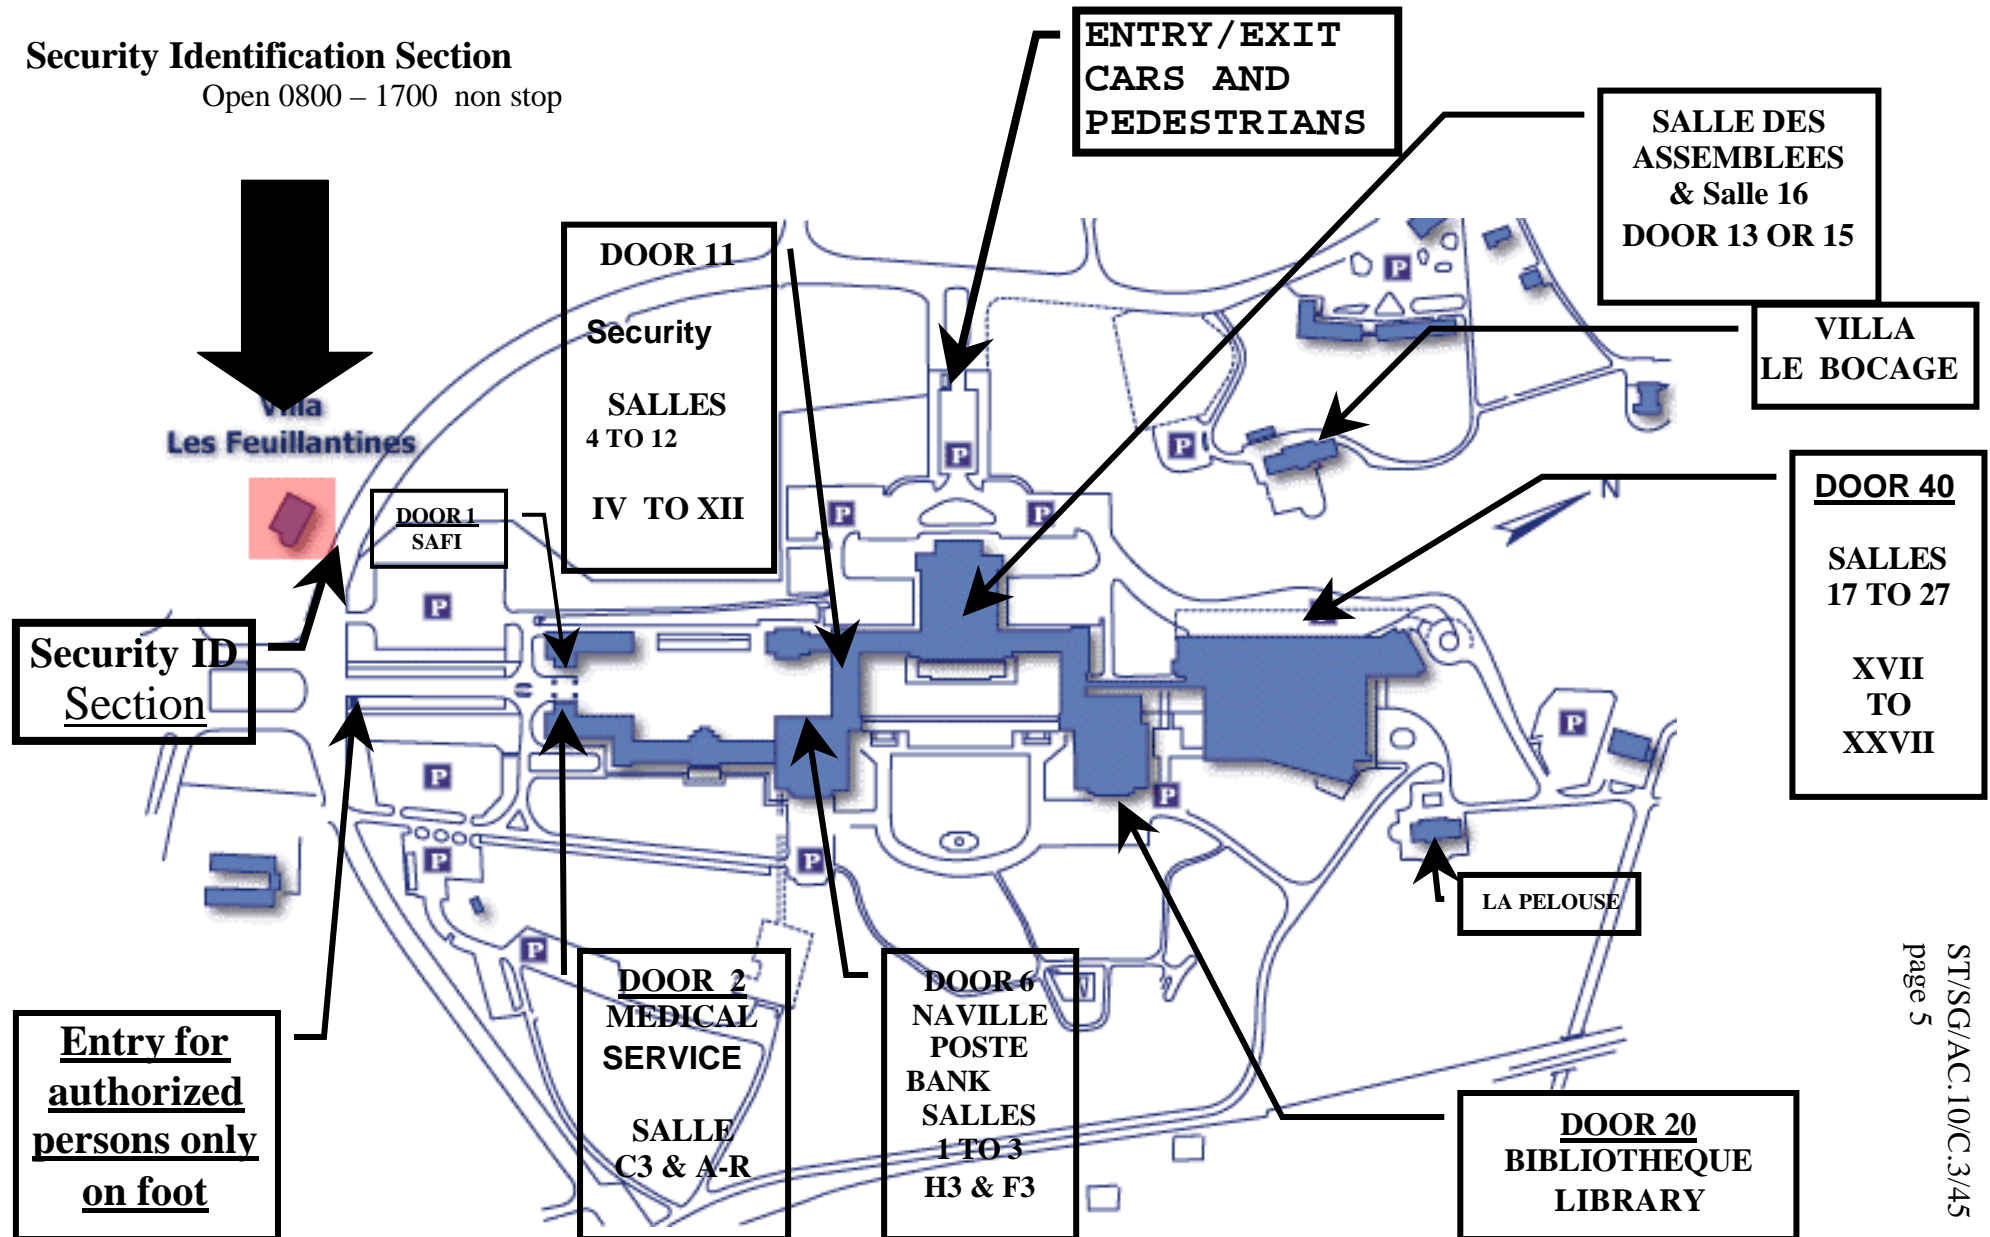 Security Identification Section
Open 0800 – 1700 non stop
ENTRY/EXIT
CARS AND
PEDESTRIANS
SALLE DES
ASSEMBLEES
& Salle 16
DOOR 13 OR 15
VILLA
LE BOCAGE
DOOR 11
Security
SALLES
4 TO 12
IV TO XII
Villa
Les Feuillantines
DOOR 1
SAFI
DOOR 40
SALLES
17 TO 27
XVII
TO
XXVII
N
P
P
P
P
P
P
P
P
P
P
P
P
Security ID
Section
LA PELOUSE
Entry for
authorized
persons only
on foot
DOOR 2
MEDICAL
SERVICE
SALLE
C3 & A-R
DOOR 6
NAVILLE
POSTE
BANK
SALLES
1 TO 3
H3 & F3
DOOR 20
BIBLIOTHEQUE
LIBRARY
ST/SG/AC.10/C.3/45
page 5